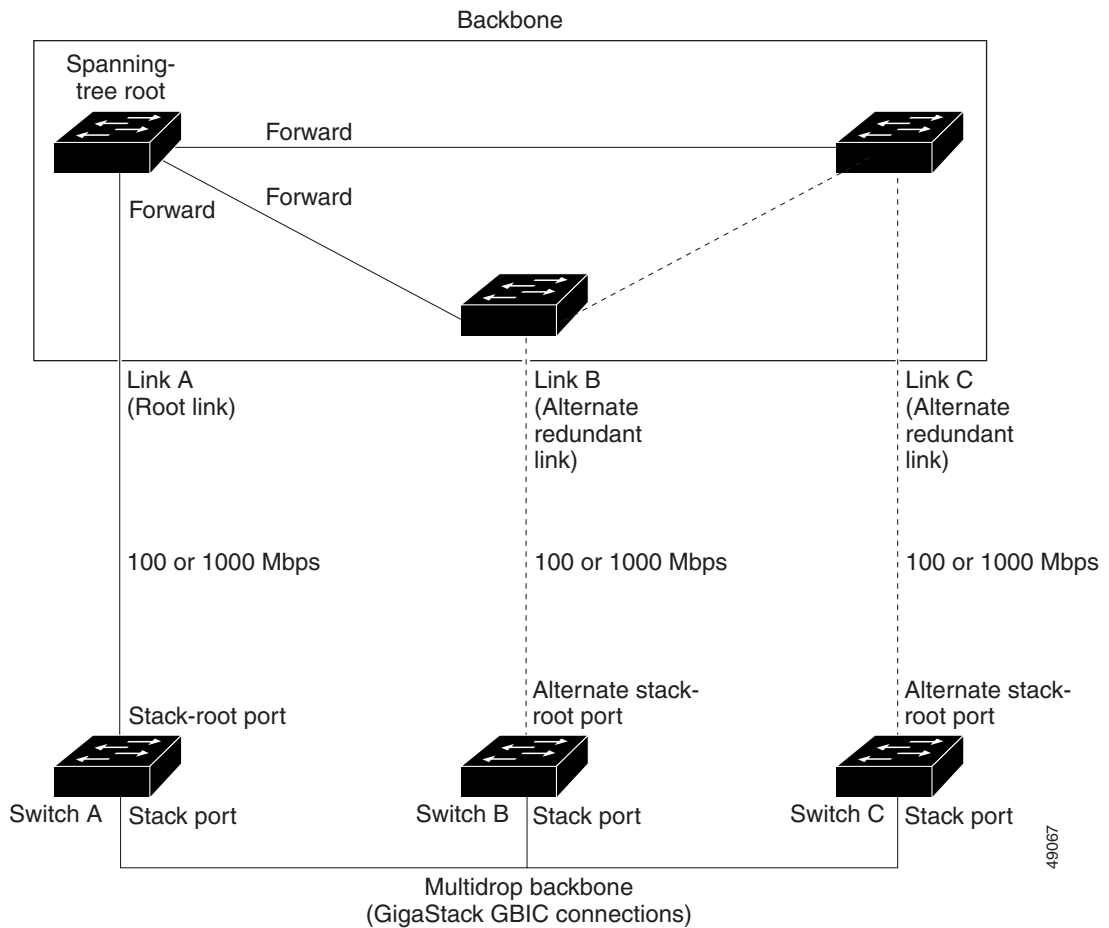 Backbone
Spanning-
tree root
Forward
Forward
Forward
Link A
(Root link)
Link B
(Alternate
redundant
link)
Link C
(Alternate
redundant
link)
100 or 1000 Mbps
100 or 1000 Mbps
100 or 1000 Mbps
Stack-root port
Alternate stack-
root port
Alternate stack-
root port
Switch A
Stack port
Switch B
Stack port
Switch C
Stack port
49067
Multidrop backbone
(GigaStack GBIC connections)